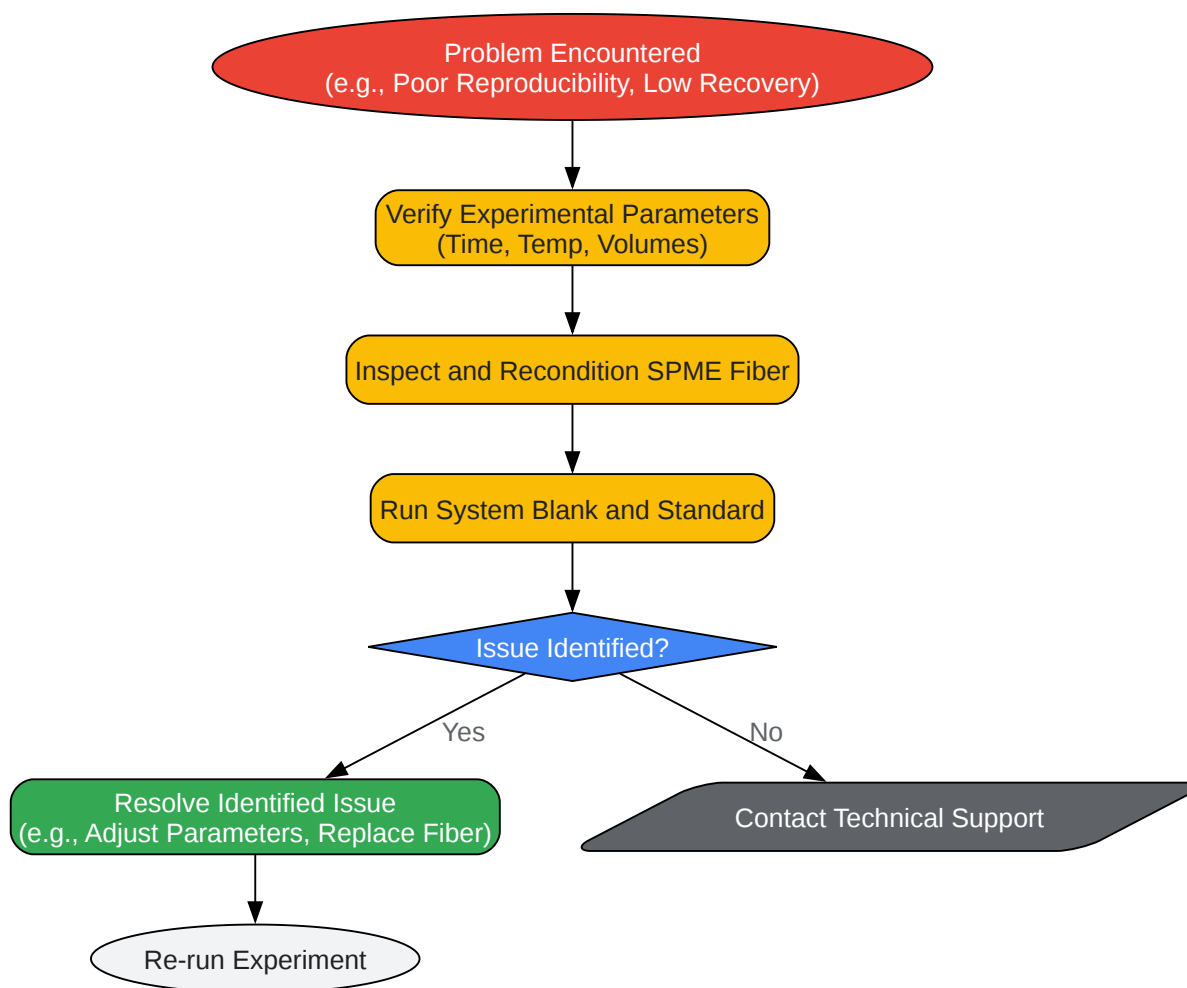 Problem Encountered
(e.g., Poor Reproducibility, Low Recovery)
Verify Experimental Parameters
(Time, Temp, Volumes)
Inspect and Recondition SPME Fiber
Run System Blank and Standard
Issue Identified?
Yes
No
Resolve Identified Issue
(e.g., Adjust Parameters, Replace Fiber)
Contact Technical Support
Re-run Experiment